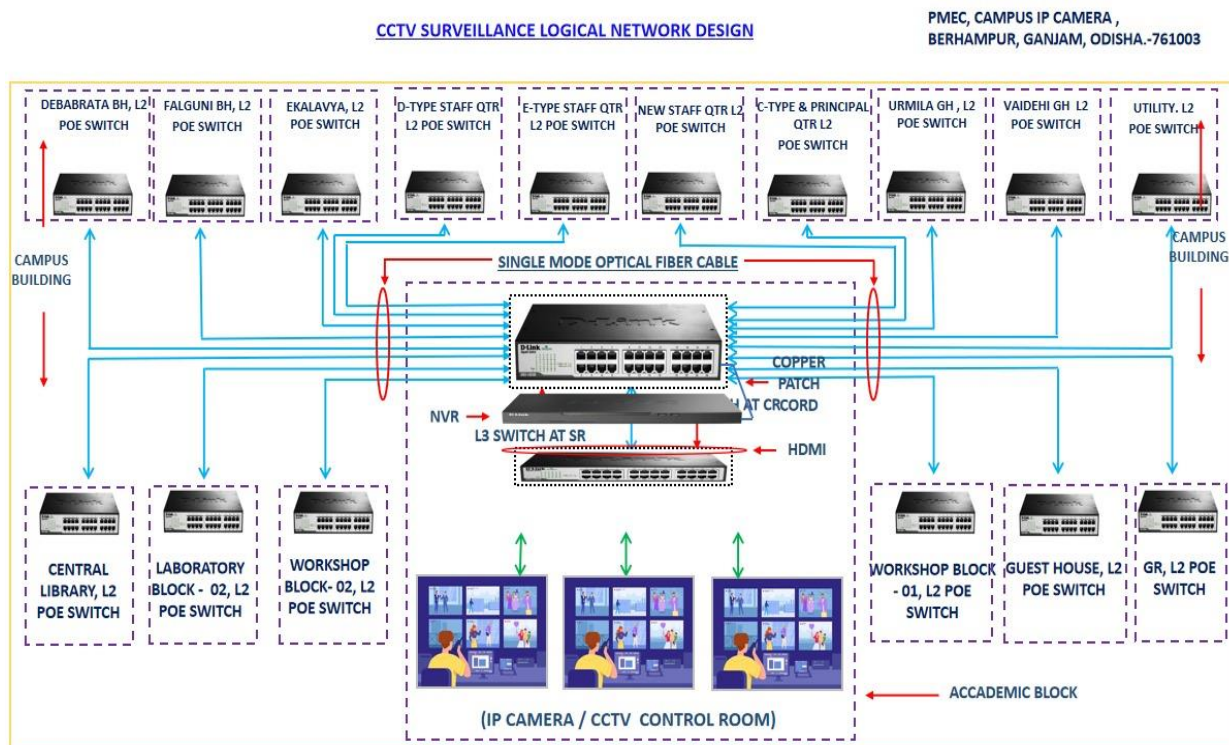 CCTV SURVEILLANCE LOGICAL NETWORK DESIGN
PMEC, CAMPUS IP CAMERA ,
BERHAMPUR, GANJAM, ODISHA.-761003
DEBABRATA BH, L2
POE SWITCH
FALGUNI BH, L2
POE SWITCH
EKALAVYA, L2
POE SWITCH
D-TYPE STAFF QTR
L2 POE SWITCH
E-TYPE STAFF QTR
L2 POE SWITCH
NEW STAFF QTR L2
POE SWITCH
C-TYPE & PRINCIPAL
QTR L2
POE SWITCH
URMILA GH , L2
POE SWITCH
VAIDEHI GH L2
POE SWITCH
UTILITY. L2
POE SWITCH
CAMPUS
BUILDING
SINGLE MODE OPTICAL FIBER CABLE
CAMPUS
BUILDING
D-Link
D-Link
COPPER
PATCH
CORD
H AT CR
NVR
L3 SWITCH AT SR
HDMI
CENTRAL
LIBRARY, L2
POE SWITCH
LABORATORY
BLOCK - 02, L2
POE SWITCH
WORKSHOP
BLOCK- 02, L2
POE SWITCH
WORKSHOP BLOCK
- 01, L2 POE
SWITCH
GUEST HOUSE, L2
POE SWITCH
GR, L2 POE
SWITCH
ACCADEMIC BLOCK
(IP CAMERA / CCTV CONTROL ROOM)